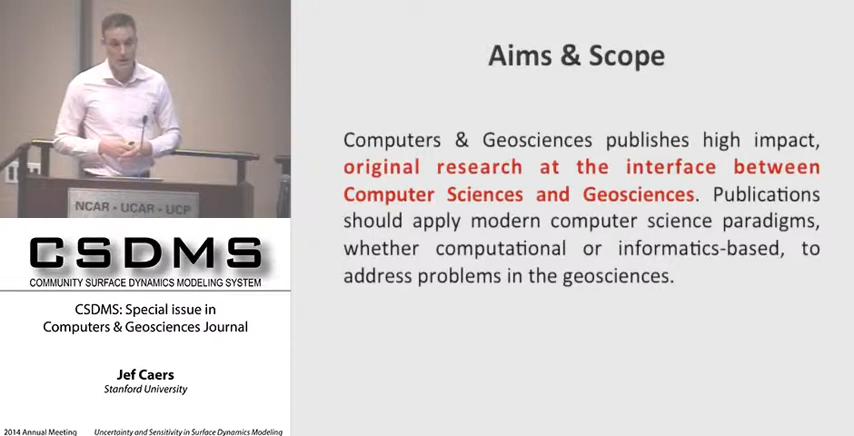 NCAR • UCAR • UCP
CSDMS
COMMUNITY SURFACE DYNAMICS MODELING SYSTEM
CSDMS: Special issue in
Computers & Geosciences Journal
Jef Caers
Stanford University
2014 Annual Meeting
Uncertainty and Sensitivity in Surface Dynamics Modeling
Aims & Scope
Computers & Geosciences publishes high impact,
original research at the interface between
Computer Sciences and Geosciences. Publications
should apply modern computer science paradigms,
whether computational or informatics-based, to
address problems in the geosciences.